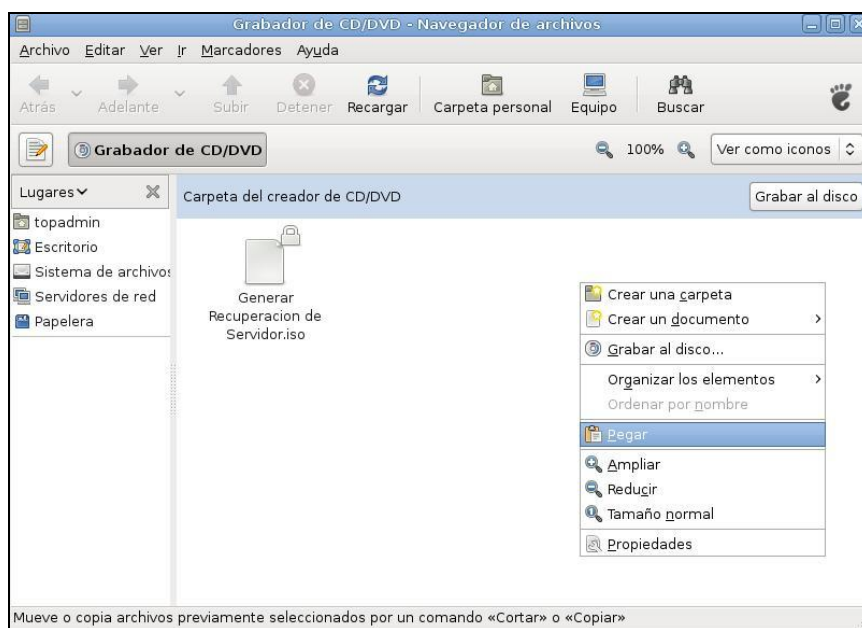 Grabador de CD/DVD - Navegador de archivos
Archivo Editar Ver Ir Marcadores Ayuda
Atrás Adelante Subir Detener Recargar Carpeta personal Equipo Buscar
Grabador de CD/DVD 100% Ver como iconos
Lugares
Carpeta del creador de CD/DVD Grabar al disco
topadmin
Escritorio
Sistema de archivos
Servidores de red
Papelera
Generar
Recuperacion de
Servidor.iso
Crear una carpeta
Crear un documento
Grabar al disco...
Organizar los elementos
Ordenar por nombre
Pegar
Ampliar
Reducir
Tamaño normal
Propiedades
Mueve o copia archivos previamente seleccionados por un comando «Cortar» o «Copiar»